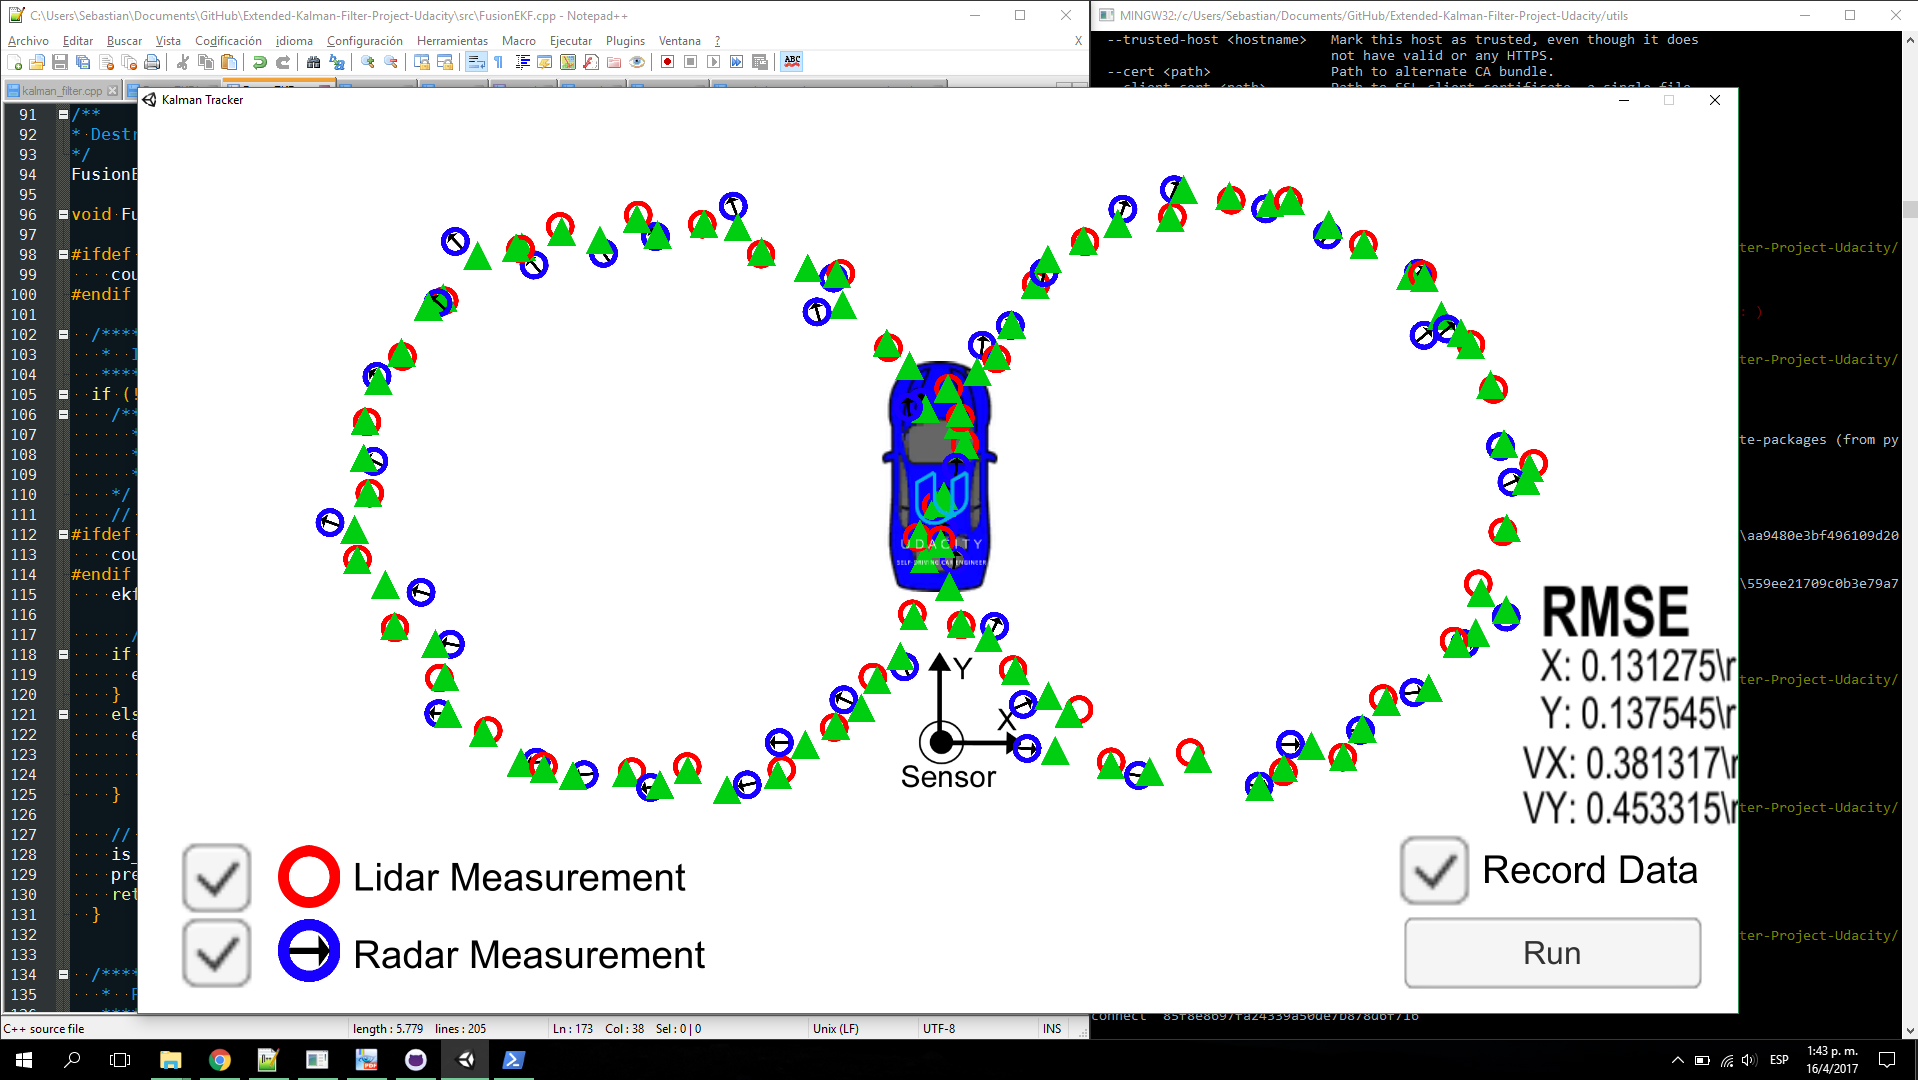 C:\Users\Sebastian\Documents\GitHub\Extended-Kalman-Filter-Project-Udacity\src\FusionEKF.cpp - Notepad++
Archivo Editar Buscar Vista Codificación idioma Configuración Herramientas Macro Ejecutar Plugins Ventana ? X
kalman_filter.cpp
91 /**
92 * Destr
93 */
94 FusionE
95
96 void Fu
97
98 #ifdef
99 cou
100 #endif
101
102 /****
103 * I
104 ****
105 if (!
106 /**
107 *
108 *
109 *
110 */
111 //
112 #ifdef
113 cou
114 #endif
115 ekf
116
117 /
118 if
119 e
120 }
121 els
122 e
123
124
125 }
126
127 //
128 is_
129 pre
130 ret
131 }
132
133
134 /****
135 * P
C++ source file length : 5.779 lines : 205 Ln : 173 Col : 38 Sel : 0 | 0 Unix (LF) UTF-8 INS
MINGW32:/c/Users/Sebastian/Documents/GitHub/Extended-Kalman-Filter-Project-Udacity/utils
--trusted-host <hostname> Mark this host as trusted, even though it does
not have valid or any HTTPS.
--cert <path> Path to alternate CA bundle.
ter-Project-Udacity/
: )
ter-Project-Udacity/
te-packages (from py
\aa9480e3bf496109d20
\559ee21709c0b3e79a7
ter-Project-Udacity/
ter-Project-Udacity/
ter-Project-Udacity/
Kalman Tracker
UDACITY
SELF-DRIVING CAR ENGINEER
Y
X
Sensor
RMSE
X: 0.131275\r
Y: 0.137545\r
VX: 0.381317\r
VY: 0.453315\r
Lidar Measurement
Radar Measurement
Record Data
Run
ESP
1:43 p. m.
16/4/2017